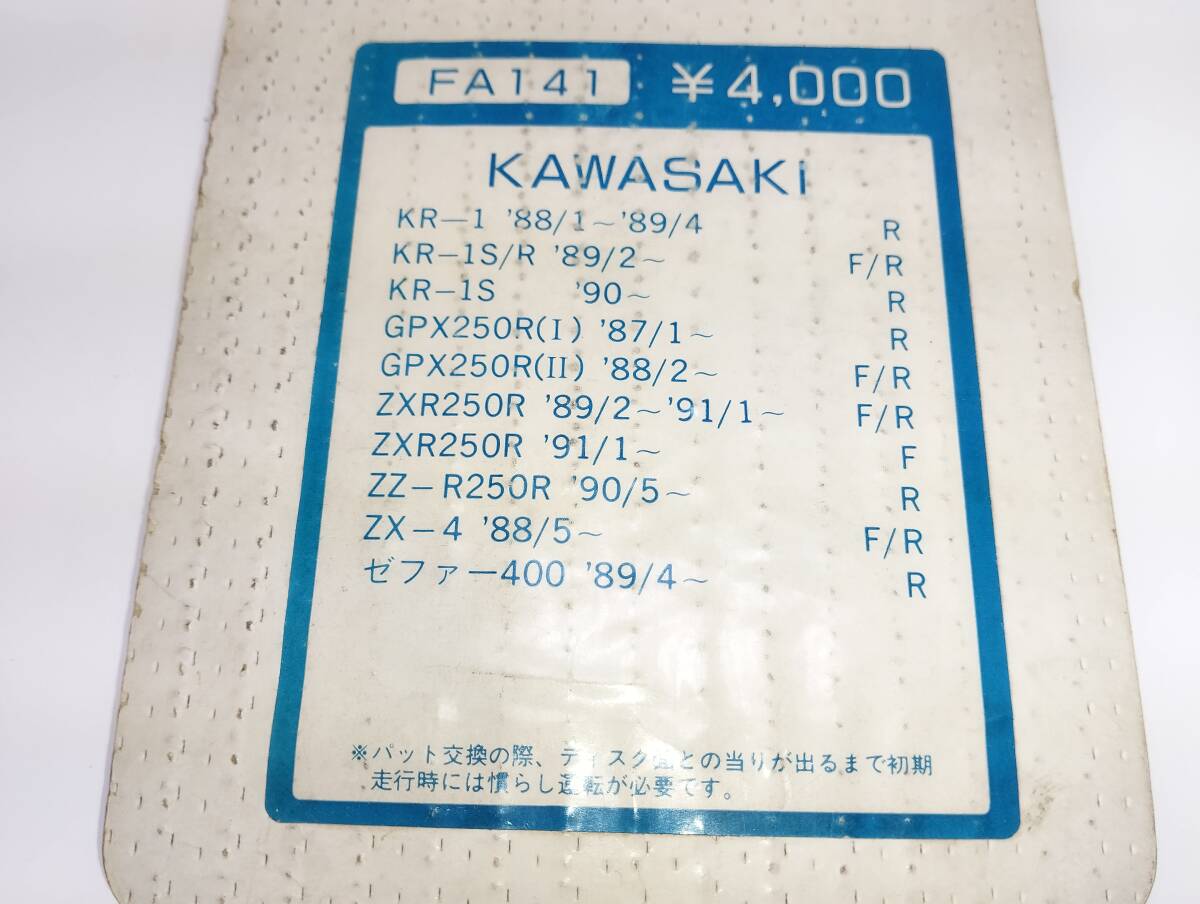 FA141 ¥4,000
KAWASAKI
KR-1 '88/1~'89/4 R
KR-1S/R '89/2~ F/R
KR-1S '90~ R
GPX250R(I) '87/1~ R
GPX250R(II) '88/2~ F/R
ZXR250R '89/2~'91/1~ F/R
ZXR250R '91/1~ F
ZZ-R250R '90/5~ R
ZX-4 '88/5~ F/R
ゼファー400 '89/4~ R
※パット交換の際、ディスク面との当りが出るまで初期
走行時には慣らし運転が必要です。